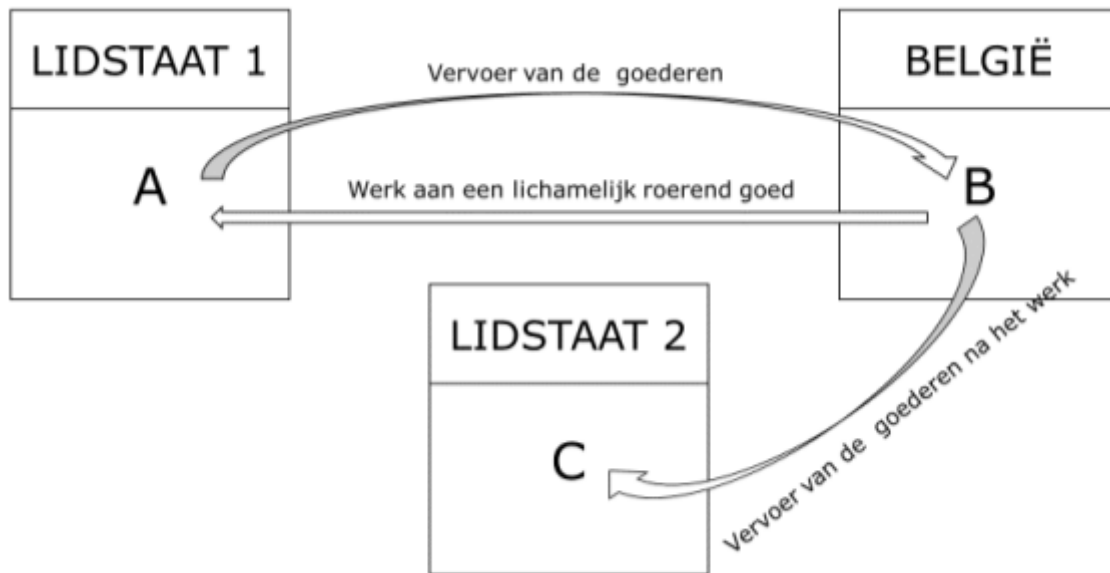 LIDSTAAT 1
BELGIË
Vervoer van de goederen
A
Werk aan een lichamelijk roerend goed
B
LIDSTAAT 2
Vervoer van de goederen na het werk
C